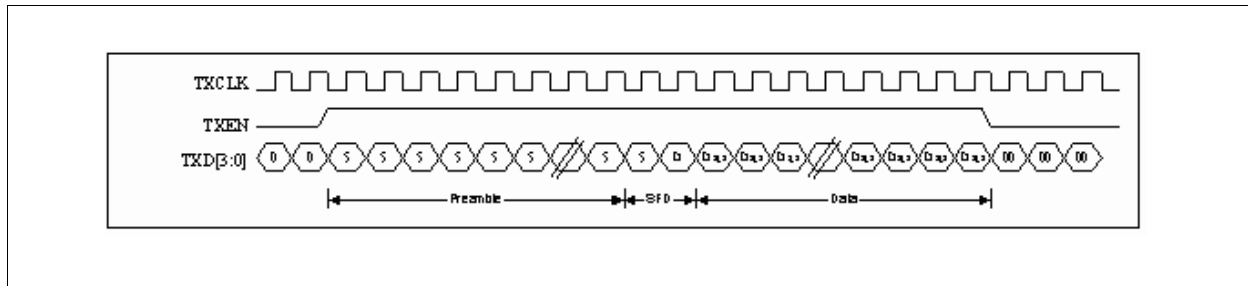 TXCLK
TXEN
TXD[3:0]
0 0 5 5 5 5 5 5 5 5 D 00 00 00
Preamble SFD Data